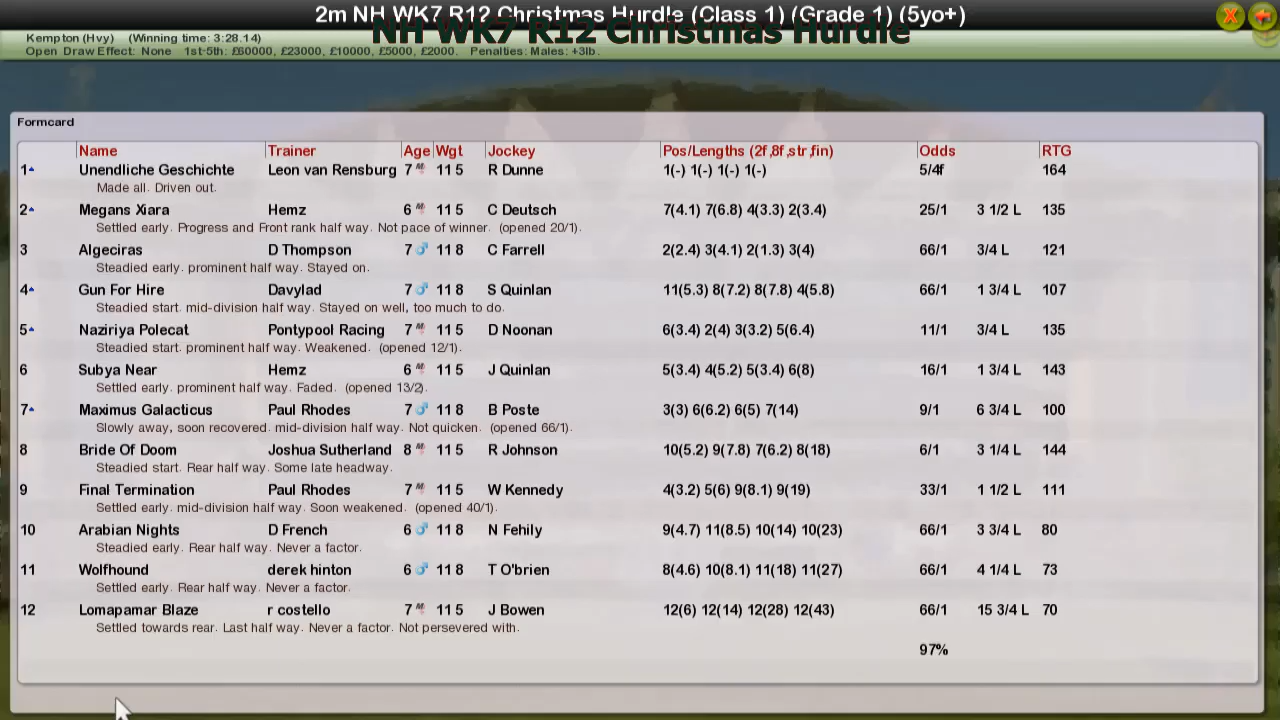 2m NH WK7 R12 Christmas Hurdle (Class 1) (Grade 1) (5yo+)
NH WK7 R12 Christmas Hurdle
Kempton (Hvy) (Winning time: 3:28.14)
Open Draw Effect: None 1st-5th: £60000, £23000, £10000, £5000, £2000. Penalties: Males: +3lb.
Formcard
Name Trainer Age Wgt Jockey Pos/Lengths (2f,8f,str,fin) Odds RTG
1 Unendliche Geschichte Leon van Rensburg 7 11 5 R Dunne 1(-) 1(-) 1(-) 1(-) 5/4f 164
Made all. Driven out.
2 Megans Xiara Hemz 6 11 5 C Deutsch 7(4.1) 7(6.8) 4(3.3) 2(3.4) 25/1 3 1/2 L 135
Settled early. Progress and Front rank half way. Not pace of winner. (opened 20/1).
3 Algeciras D Thompson 7 11 8 C Farrell 2(2.4) 3(4.1) 2(1.3) 3(4) 66/1 3/4 L 121
Steadied early. prominent half way. Stayed on.
4 Gun For Hire Davylad 7 11 8 S Quinlan 11(5.3) 8(7.2) 8(7.8) 4(5.8) 66/1 1 3/4 L 107
Steadied start. mid-division half way. Stayed on well, too much to do.
5 Naziriya Polecat Pontypool Racing 7 11 5 D Noonan 6(3.4) 2(4) 3(3.2) 5(6.4) 11/1 3/4 L 135
Steadied start. prominent half way. Weakened. (opened 12/1).
6 Subya Near Hemz 6 11 5 J Quinlan 5(3.4) 4(5.2) 5(3.4) 6(8) 16/1 1 3/4 L 143
Settled early. prominent half way. Faded. (opened 13/2).
7 Maximus Galacticus Paul Rhodes 7 11 8 B Poste 3(3) 6(6.2) 6(5) 7(14) 9/1 6 3/4 L 100
Slowly away, soon recovered. mid-division half way. Not quicken. (opened 66/1).
8 Bride Of Doom Joshua Sutherland 8 11 5 R Johnson 10(5.2) 9(7.8) 7(6.2) 8(18) 6/1 3 1/4 L 144
Steadied start. Rear half way. Some late headway.
9 Final Termination Paul Rhodes 7 11 5 W Kennedy 4(3.2) 5(6) 9(8.1) 9(19) 33/1 1 1/2 L 111
Settled early. mid-division half way. Soon weakened. (opened 40/1).
10 Arabian Nights D French 6 11 8 N Fehily 9(4.7) 11(8.5) 10(14) 10(23) 66/1 3 3/4 L 80
Steadied early. Rear half way. Never a factor.
11 Wolfhound derek hinton 6 11 8 T O'brien 8(4.6) 10(8.1) 11(18) 11(27) 66/1 4 1/4 L 73
Settled early. Rear half way. Never a factor.
12 Lomapamar Blaze r costello 7 11 5 J Bowen 12(6) 12(14) 12(28) 12(43) 66/1 15 3/4 L 70
Settled towards rear. Last half way. Never a factor. Not persevered with.
97%